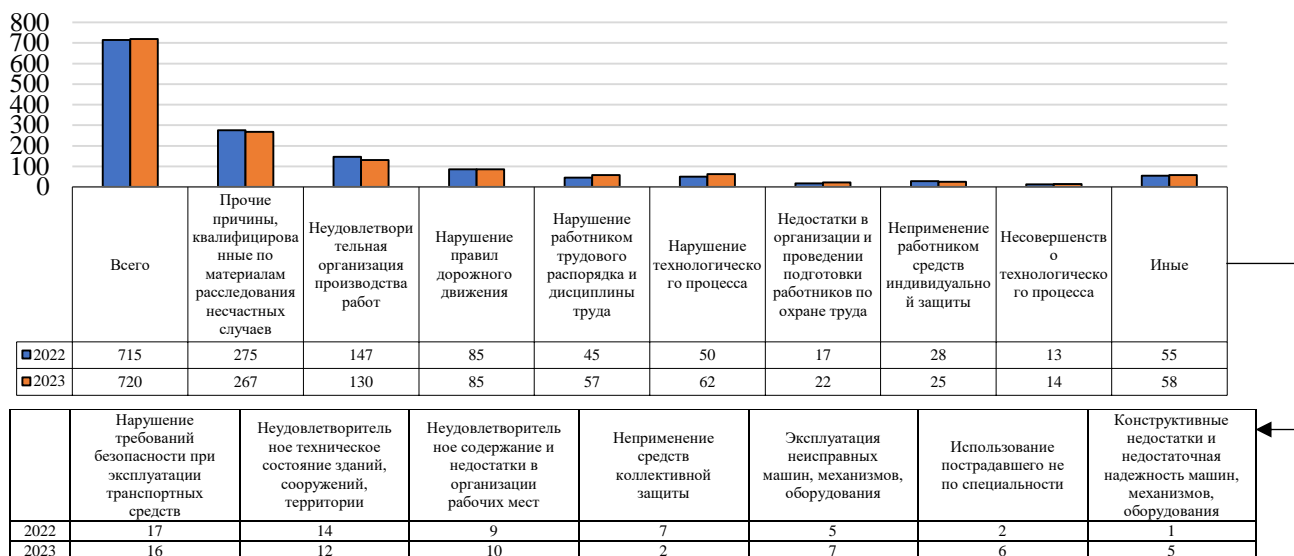 800
700
600
500
400
300
200
100
0
Всего
Прочие
причины,
квалифицирова
нные по
материалам
расследования
несчастных
случаев
Неудовлетвори
тельная
организация
производства
работ
Нарушение
правил
дорожного
движения
Нарушение
работником
трудового
распорядка и
дисциплины
труда
Нарушение
технологическо
го процесса
Недостатки в
организации и
проведении
подготовки
работников по
охране труда
Неприменение
работником
средств
индивидуально
й защиты
Несовершенств
о
технологическо
го процесса
Иные
2022 715 275 147 85 45 50 17 28 13 55
2023 720 267 130 85 57 62 22 25 14 58
Нарушение
требований
безопасности при
эксплуатации
транспортных
средств
Неудовлетворитель
ное техническое
состояние зданий,
сооружений,
территории
Неудовлетворитель
ное содержание и
недостатки в
организации
рабочих мест
Неприменение
средств
коллективной
защиты
Эксплуатация
неисправных
машин, механизмов,
оборудования
Использование
пострадавшего не
по специальности
Конструктивные
недостатки и
недостаточная
надежность машин,
механизмов,
оборудования
2022 17 14 9 7 5 2 1
2023 16 12 10 2 7 6 5